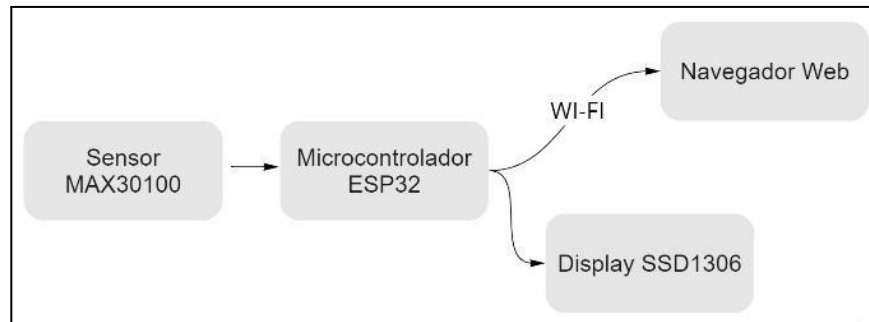 Sensor
MAX30100
Microcontrolador
ESP32
WI-FI
Navegador Web
Display SSD1306